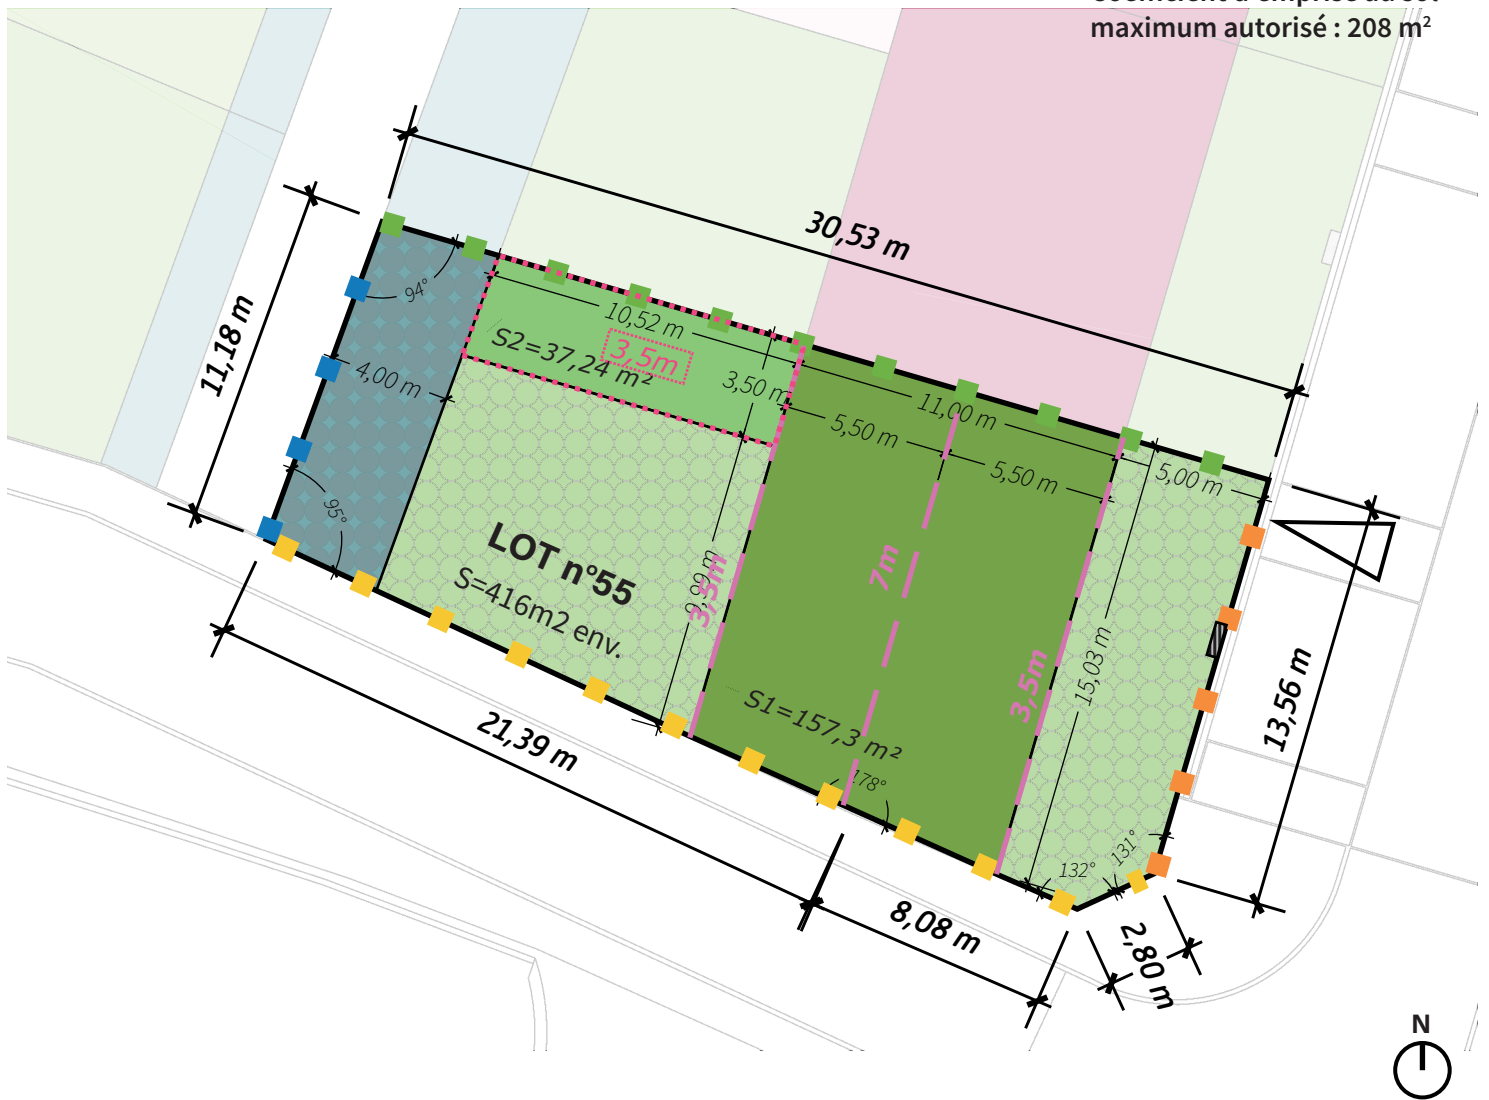 maximum autorisé : 208 m²
30,53 m
11,18 m
94°
10,52 m
S2=37,24 m²
3,5m
4,00 m
3,50 m
11,00 m
5,50 m
5,50 m
5,00 m
95°
LOT n°55
S=416m2 env.
9,99 m
3,5m
7m
3,5m
15,03 m
13,56 m
S1=157,3 m²
178°
21,39 m
132°
131°
8,08 m
2,80 m
N